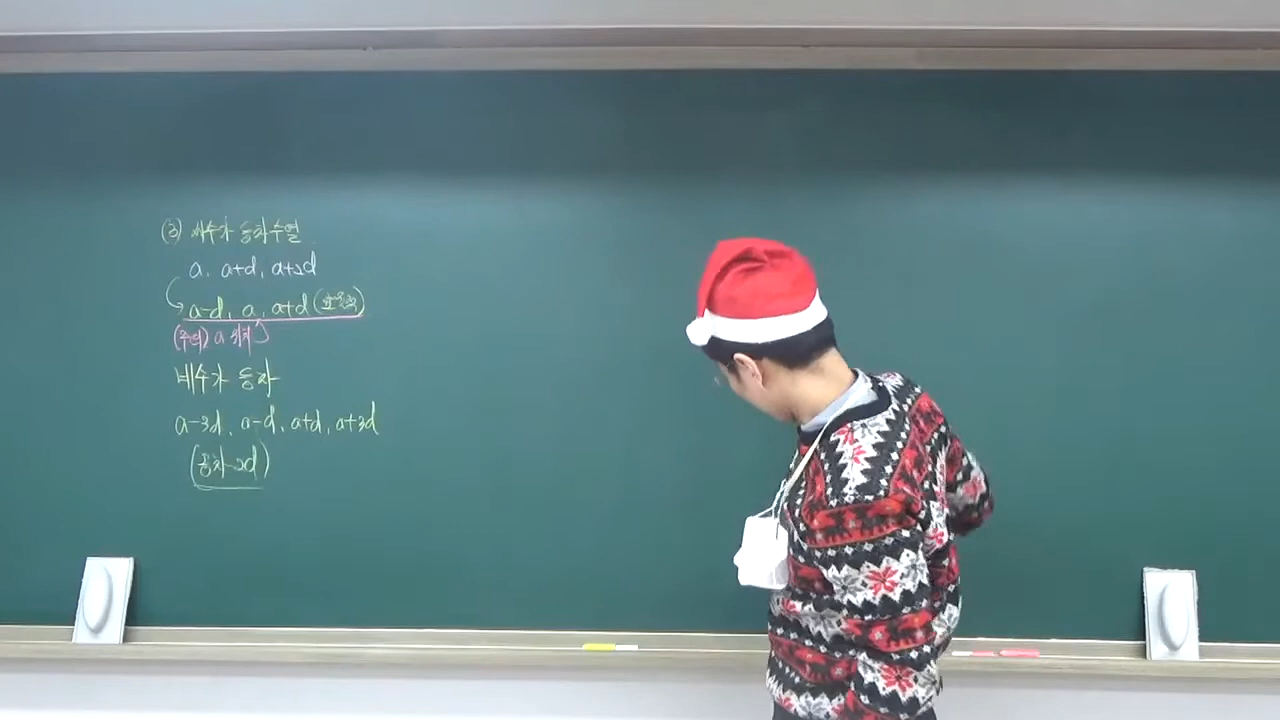 (3) 세수가 등차수열
a, a+d, a+2d
a-d, a, a+d
(주의) a 위치
네수가 등차
a-3d, a-d, a+d, a+3d
(공차 2d)